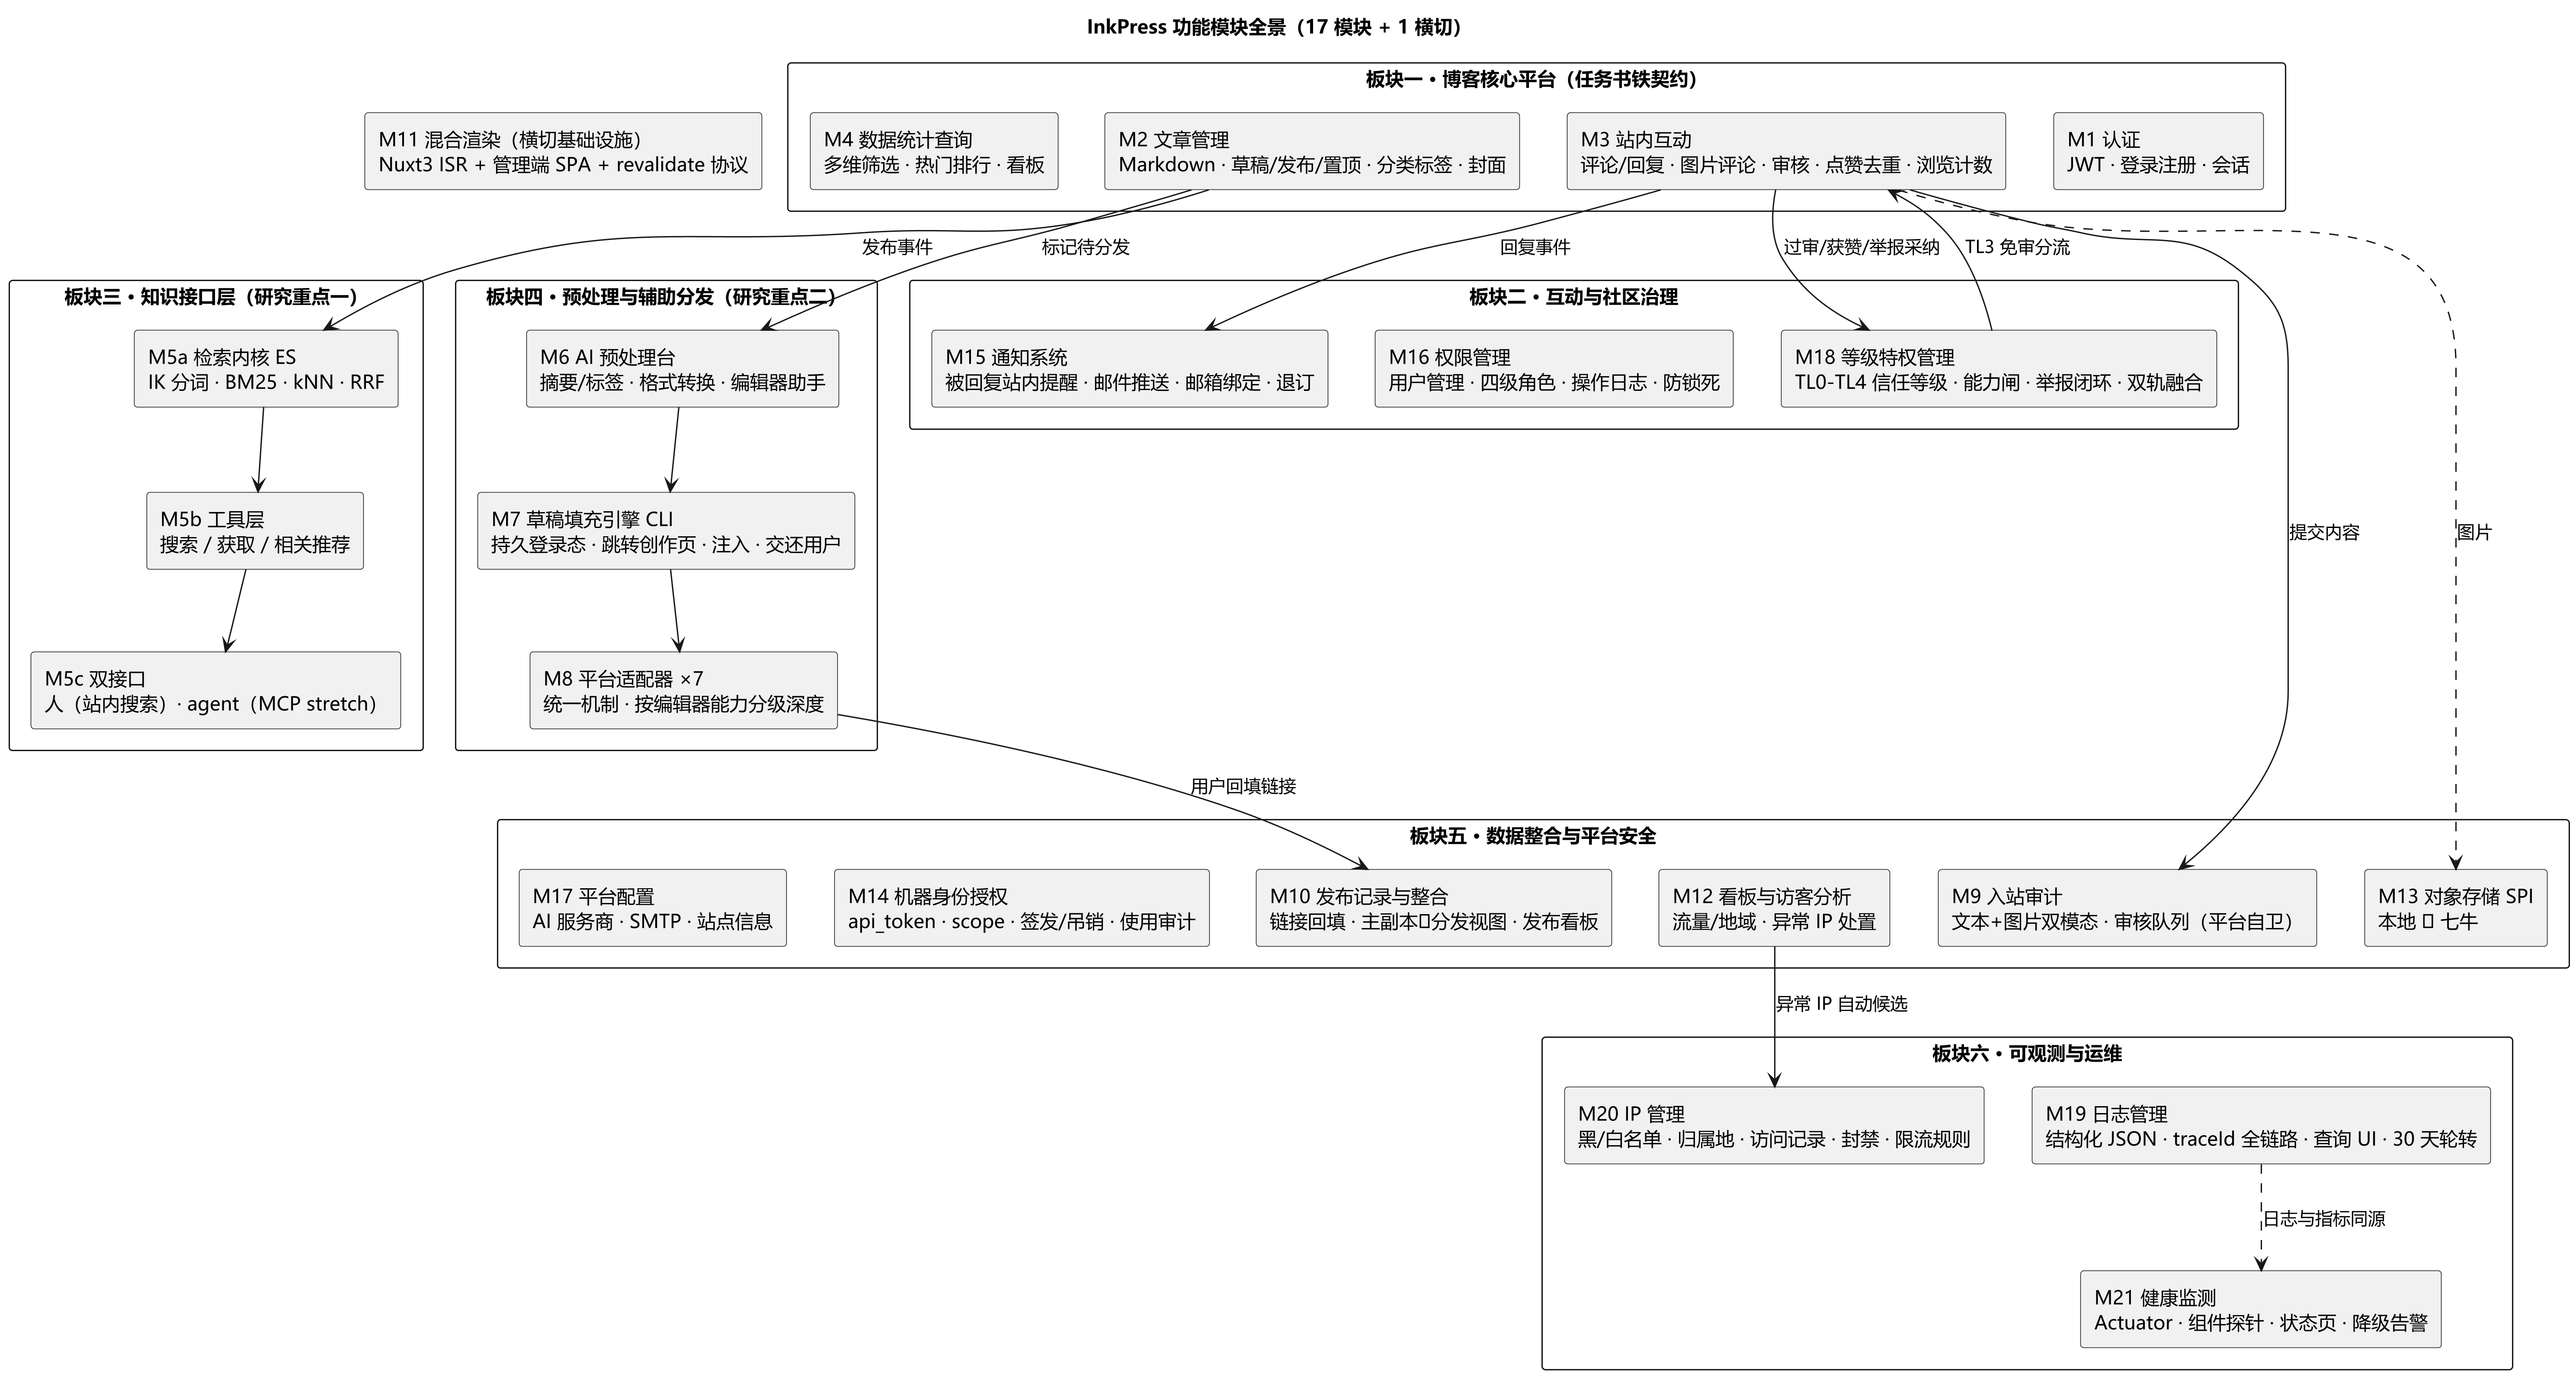 InkPress 功能模块全景（17 模块 + 1 横切）
板块一 • 博客核心平台（任务书铁契约）
M11 混合渲染（横切基础设施）
Nuxt3 ISR + 管理端 SPA + revalidate 协议
M4 数据统计查询
多维筛选 · 热门排行 · 看板
M2 文章管理
Markdown · 草稿/发布/置顶 · 分类标签 · 封面
M3 站内互动
评论/回复 · 图片评论 · 审核 · 点赞去重 · 浏览计数
M1 认证
JWT · 登录注册 · 会话
发布事件
标记待分发
回复事件
过审/获赞/举报采纳
TL3 免审分流
板块三 • 知识接口层（研究重点一）
板块四 • 预处理与辅助分发（研究重点二）
板块二 • 互动与社区治理
M5a 检索内核 ES
IK 分词 · BM25 · kNN · RRF
M6 AI 预处理台
摘要/标签 · 格式转换 · 编辑器助手
M15 通知系统
被回复站内提醒 · 邮件推送 · 邮箱绑定 · 退订
M16 权限管理
用户管理 · 四级角色 · 操作日志 · 防锁死
M18 等级特权管理
TL0-TL4 信任等级 · 能力闸 · 举报闭环 · 双轨融合
M5b 工具层
搜索 / 获取 / 相关推荐
M7 草稿填充引擎 CLI
持久登录态 · 跳转创作页 · 注入 · 交还用户
提交内容
图片
M5c 双接口
人（站内搜索）· agent（MCP stretch）
M8 平台适配器 ×7
统一机制 · 按编辑器能力分级深度
用户回填链接
板块五 • 数据整合与平台安全
M17 平台配置
AI 服务商 · SMTP · 站点信息
M14 机器身份授权
api_token · scope · 签发/吊销 · 使用审计
M10 发布记录与整合
链接回填 · 主副本分发视图 · 发布看板
M12 看板与访客分析
流量/地域 · 异常 IP 处置
M9 入站审计
文本+图片双模态 · 审核队列（平台自卫）
M13 对象存储 SPI
本地 七牛
异常 IP 自动候选
板块六 • 可观测与运维
M20 IP 管理
黑/白名单 · 归属地 · 访问记录 · 封禁 · 限流规则
M19 日志管理
结构化 JSON · traceId 全链路 · 查询 UI · 30 天轮转
日志与指标同源
M21 健康监测
Actuator · 组件探针 · 状态页 · 降级告警